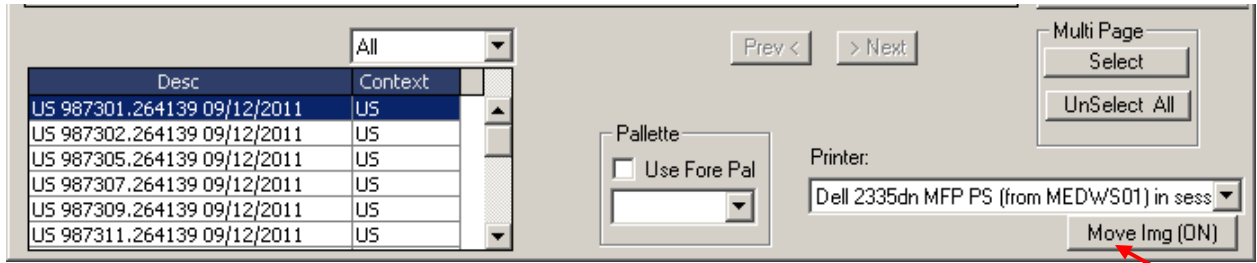 All
Prev <
> Next
Multi Page
Select
UnSelect All
Desc Context
US 987301.264139 09/12/2011 US
US 987302.264139 09/12/2011 US
US 987305.264139 09/12/2011 US
US 987307.264139 09/12/2011 US
US 987309.264139 09/12/2011 US
US 987311.264139 09/12/2011 US
Pallette
Use Fore Pal
Printer:
Dell 2335dn MFP PS (from MEDWS01) in sess
Move Img (ON)